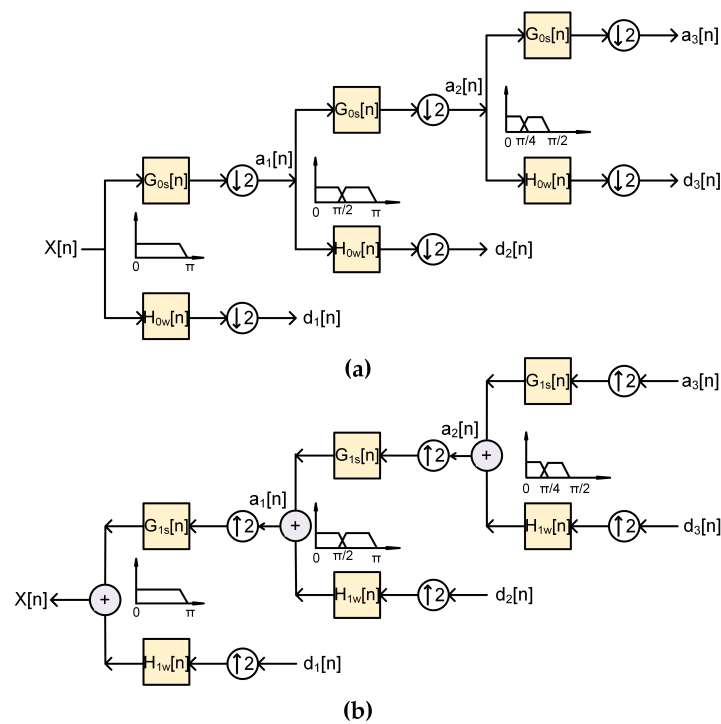 G₀ₛ[n] ↓2 a₃[n]
a₂[n]
G₀ₛ[n] ↓2
0 π/4 π/2
a₁[n]
G₀ₛ[n] ↓2
H₀w[n] ↓2 d₃[n]
0 π/2 π
X[n]
0 π
H₀w[n] ↓2 d₂[n]
H₀w[n] ↓2 d₁[n]
(a)
G₁ₛ[n] ↑2 a₃[n]
a₂[n]
G₁ₛ[n] ↑2 +
0 π/4 π/2
a₁[n]
G₁ₛ[n] ↑2 +
H₁w[n] ↑2 d₃[n]
0 π/2 π
X[n] +
0 π
H₁w[n] ↑2 d₂[n]
H₁w[n] ↑2 d₁[n]
(b)